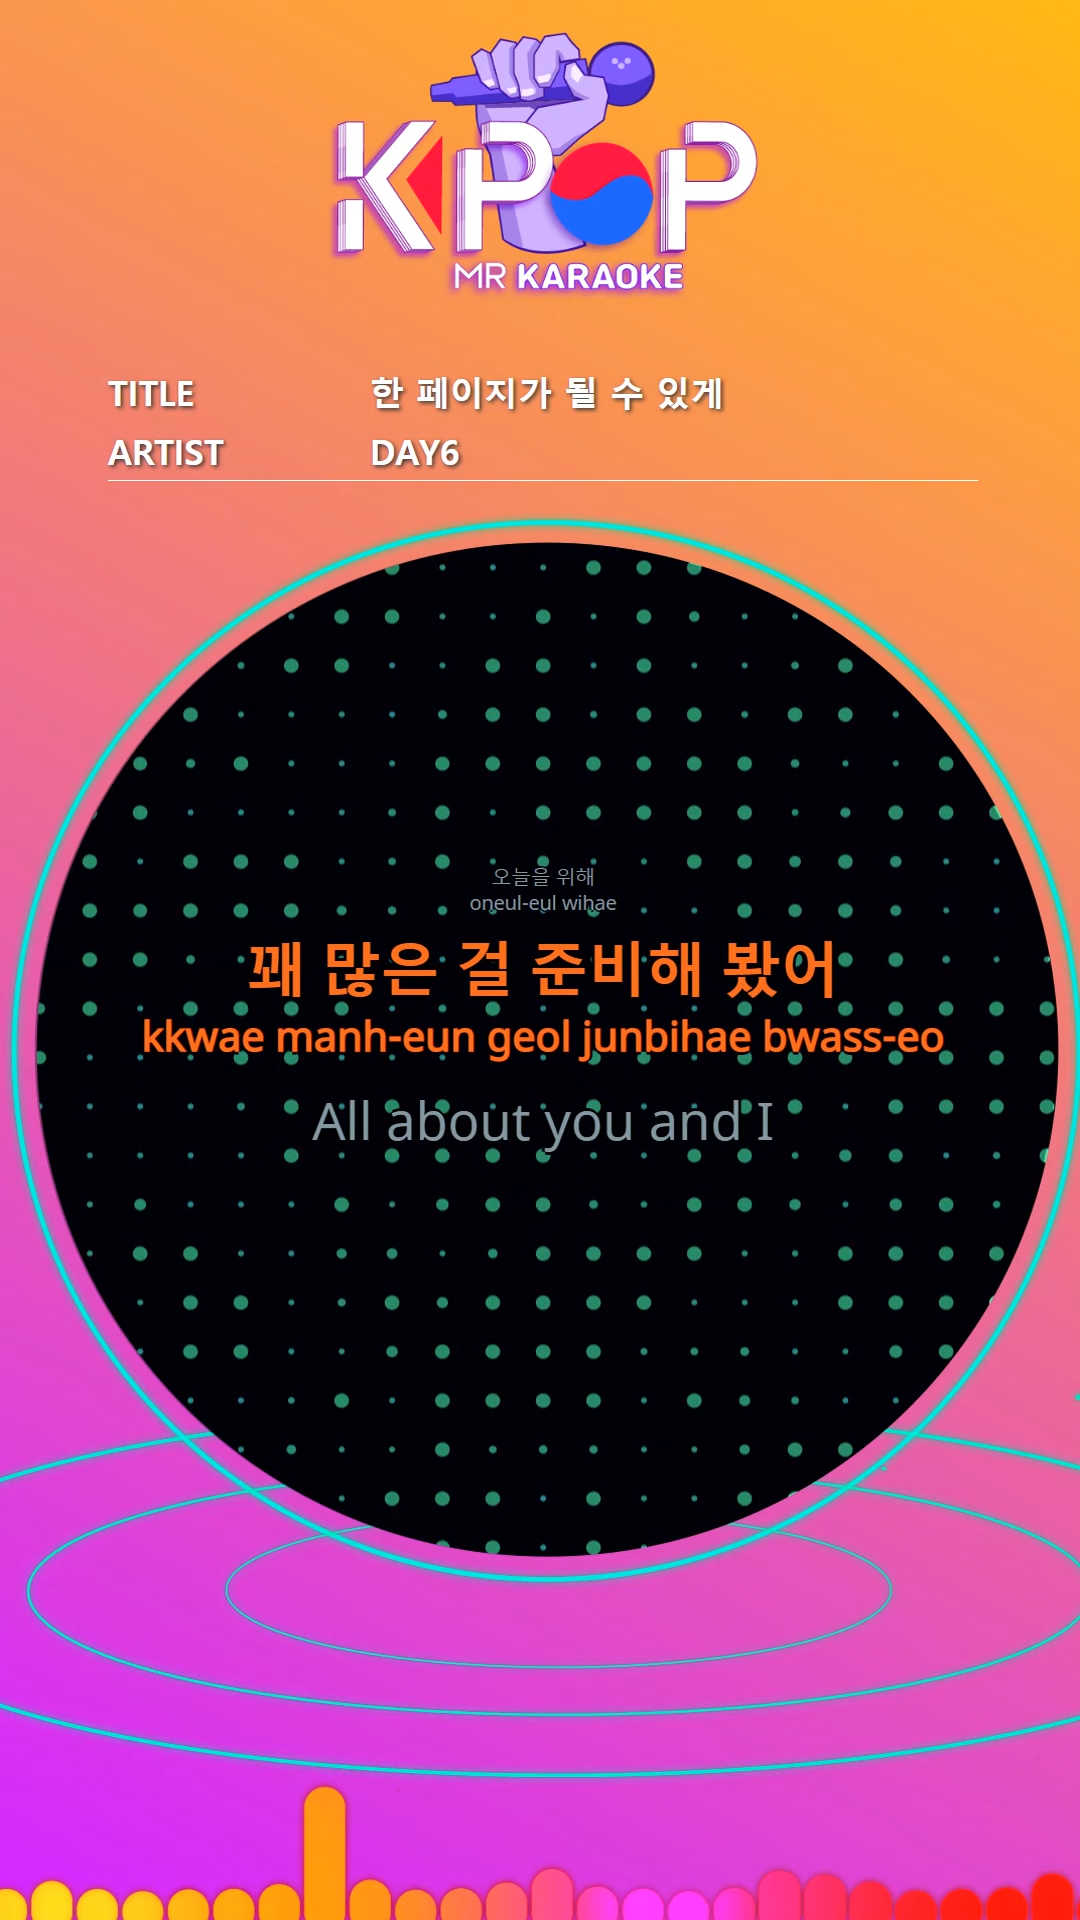 KPOP
MR KARAOKE
TITLE 한 페이지가 될 수 있게
ARTIST DAY6
오늘을 위해
oneul-eul wihae
꽤 많은 걸 준비해 봤어
kkwae manh-eun geol junbihae bwass-eo
All about you and I